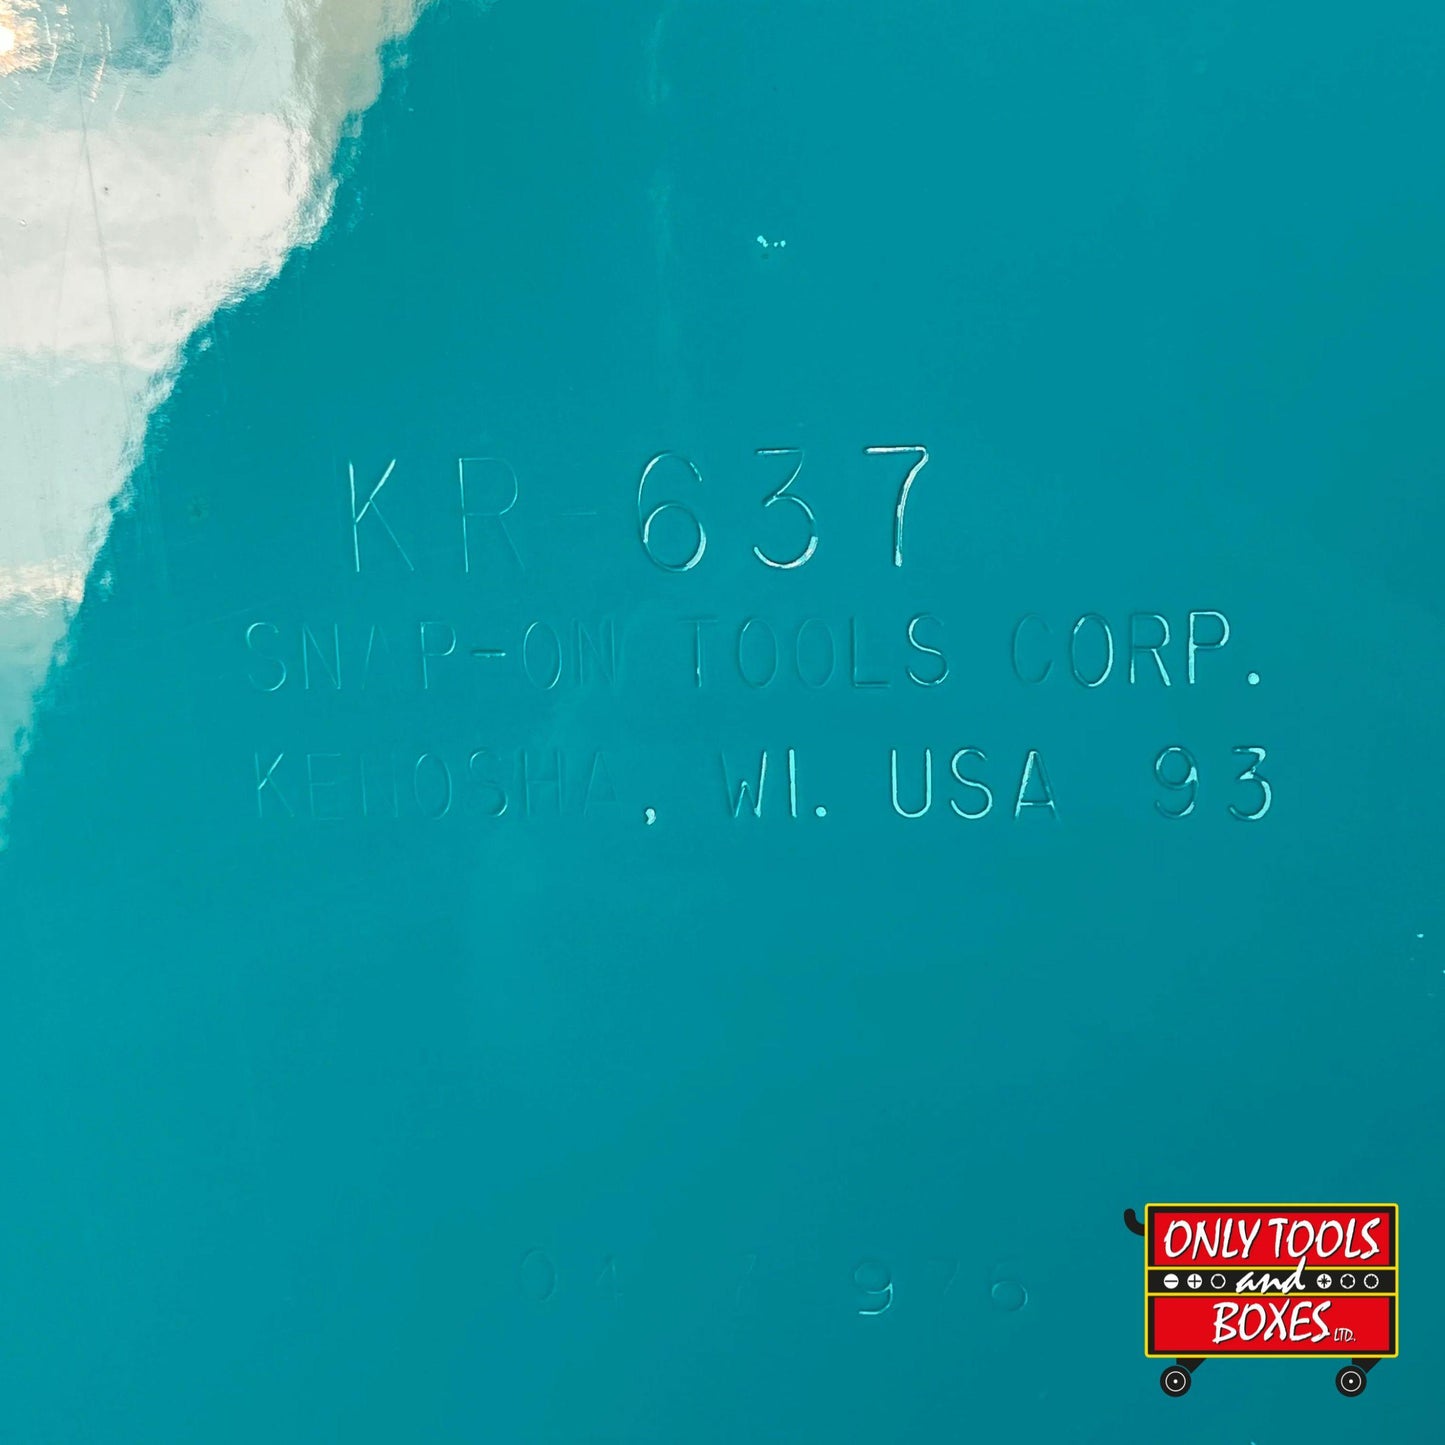 KR-637
SNAP-ON TOOLS CORP.
KENOSHA, WI. USA 93
ONLY TOOLS
and
BOXES LTD.